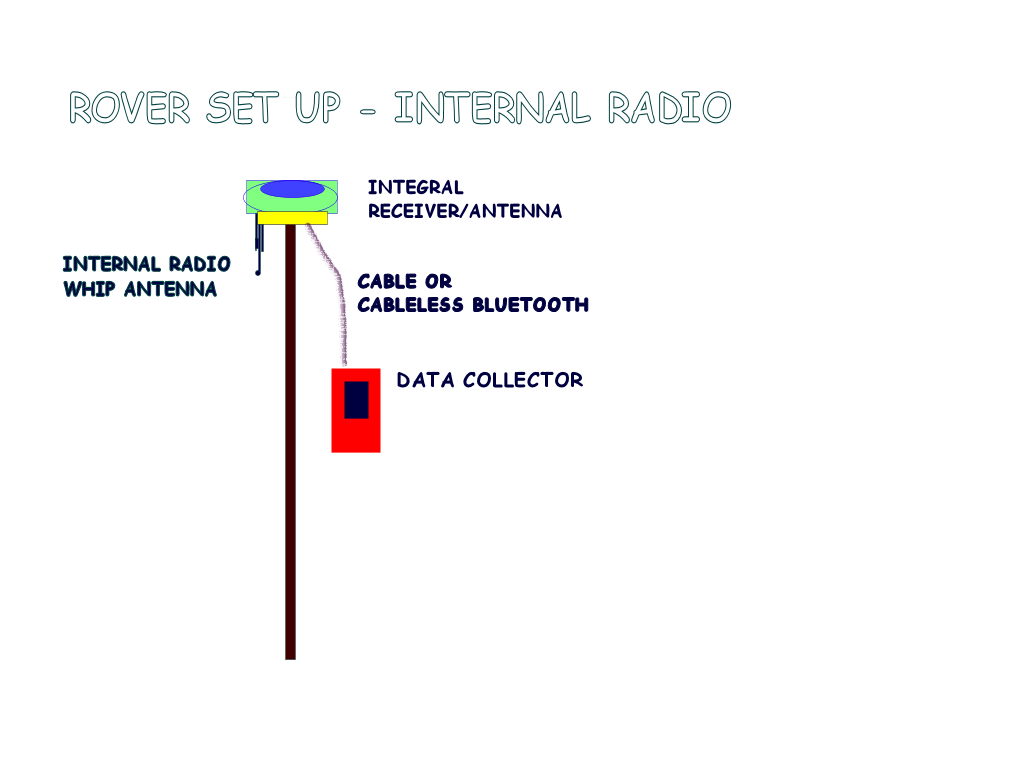 ROVER SET UP - INTERNAL RADIO
INTEGRAL
RECEIVER/ANTENNA
INTERNAL RADIO
WHIP ANTENNA
CABLE OR
CABLELESS BLUETOOTH
DATA COLLECTOR